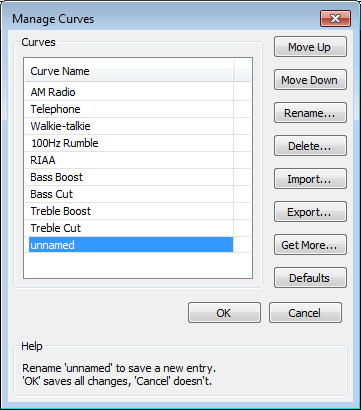 Manage Curves
Curves
Curve Name
AM Radio
Telephone
Walkie-talkie
100Hz Rumble
RIAA
Bass Boost
Bass Cut
Treble Boost
Treble Cut
unnamed
Move Up
Move Down
Rename...
Delete...
Import...
Export...
Get More...
Defaults
OK
Cancel
Help
Rename 'unnamed' to save a new entry.
'OK' saves all changes, 'Cancel' doesn't.